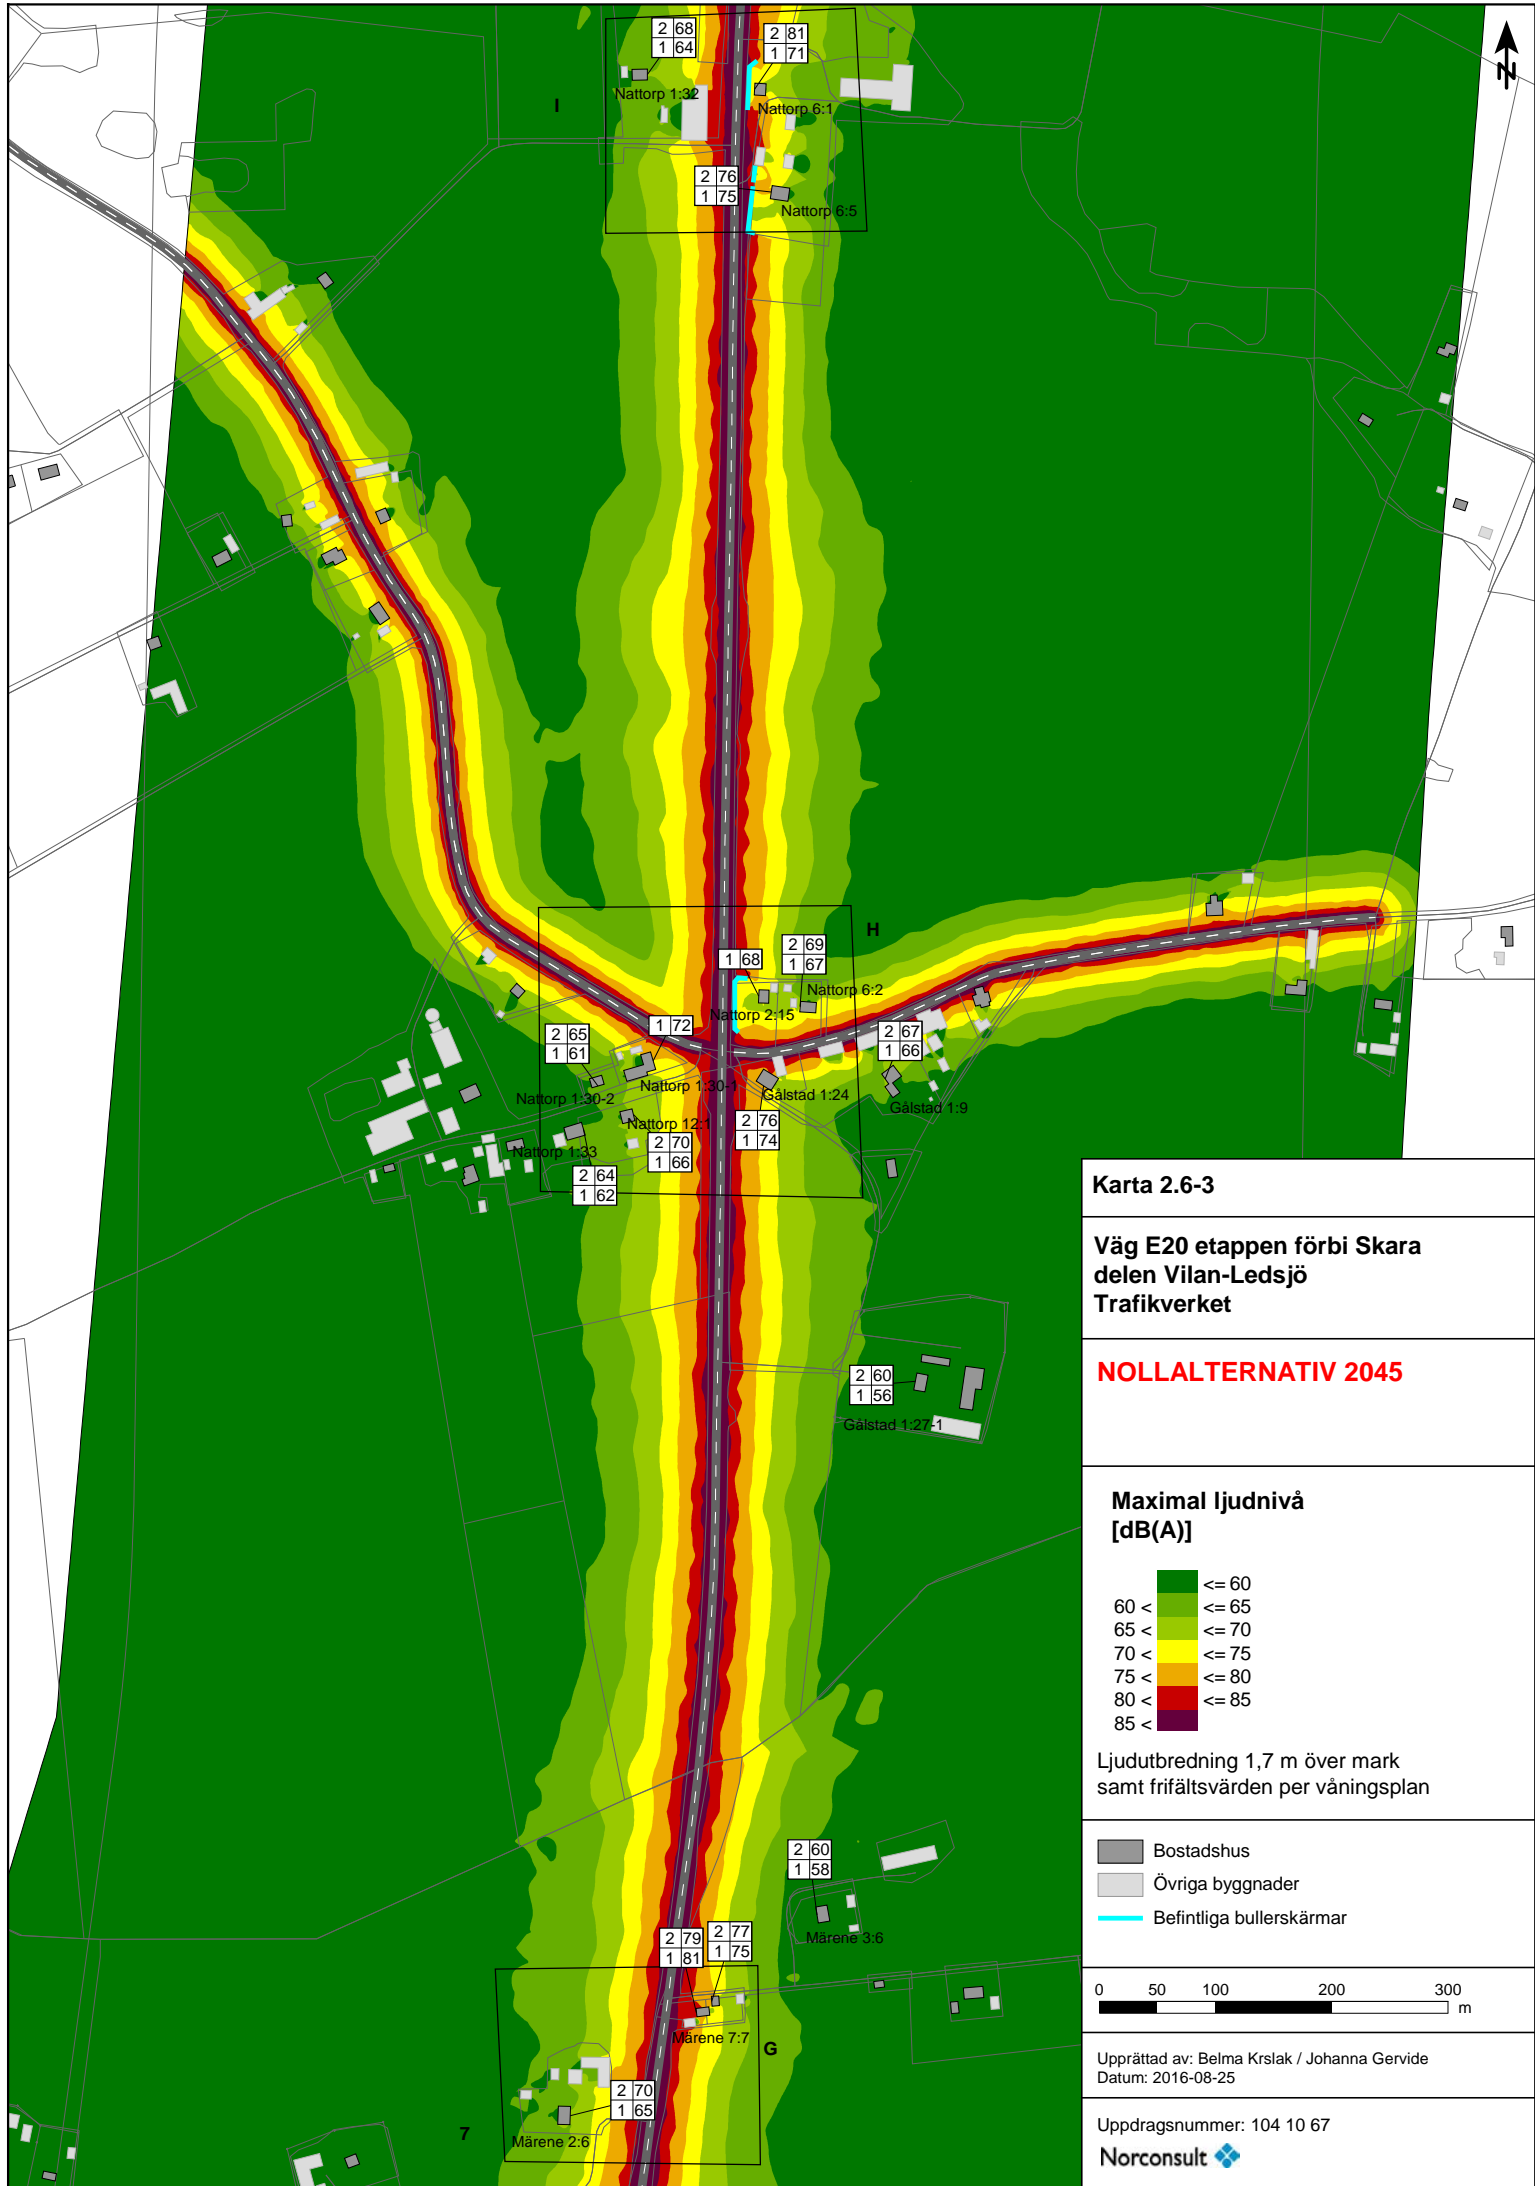 2 68
1 64
2 81
1 71
N
Nattorp 1:32
I
Nattorp 6:1
2 76
1 75
Nattorp 6:5
H
2 69
1 67
1 68
Nattorp 6:2
Nattorp 2:15
1 72
2 65
1 61
2 67
1 66
Nattorp 1:30-1
Nattorp 1:30-2
Gålstad 1:24
Gålstad 1:9
Nattorp 12:1
2 76
1 74
Nattorp 1:33
2 70
1 66
2 64
1 62
2 60
1 56
Gålstad 1:27-1
2 60
1 58
Märene 3:6
2 79
1 81
2 77
1 75
Märene 7:7
G
2 70
1 65
7
Märene 2:6
Karta 2.6-3
Väg E20 etappen förbi Skara
delen Vilan-Ledsjö
Trafikverket
NOLLALTERNATIV 2045
Maximal ljudnivå
[dB(A)]
<= 60
60 < <= 65
65 < <= 70
70 < <= 75
75 < <= 80
80 < <= 85
85 <
Ljudutbredning 1,7 m över mark
samt frifältsvärden per våningsplan
Bostadshus
Övriga byggnader
Befintliga bullerskärmar
0 50 100 200 300
m
Upprättad av: Belma Krslak / Johanna Gervide
Datum: 2016-08-25
Uppdragsnummer: 104 10 67
Norconsult